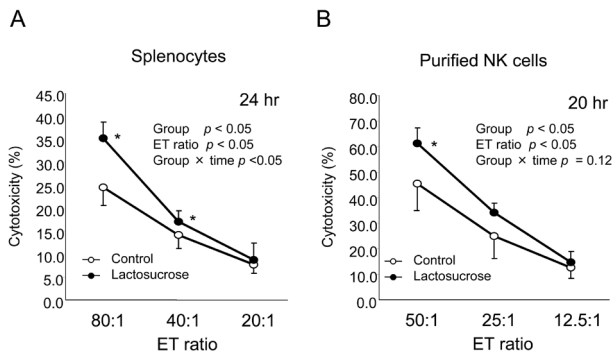 A
Splenocytes
24 hr
Group p < 0.05
ET ratio p < 0.05
Group × time p <0.05
45.0
40.0
35.0
30.0
25.0
20.0
15.0
10.0
5.0
0.0
Cytotoxicity (%)
*
*
Control
Lactosucrose
80:1 40:1 20:1
ET ratio
B
Purified NK cells
20 hr
Group p < 0.05
ET ratio p < 0.05
Group × time p = 0.12
80.0
70.0
60.0
50.0
40.0
30.0
20.0
10.0
0.0
Cytotoxicity (%)
*
Control
Lactosucrose
50:1 25:1 12.5:1
ET ratio